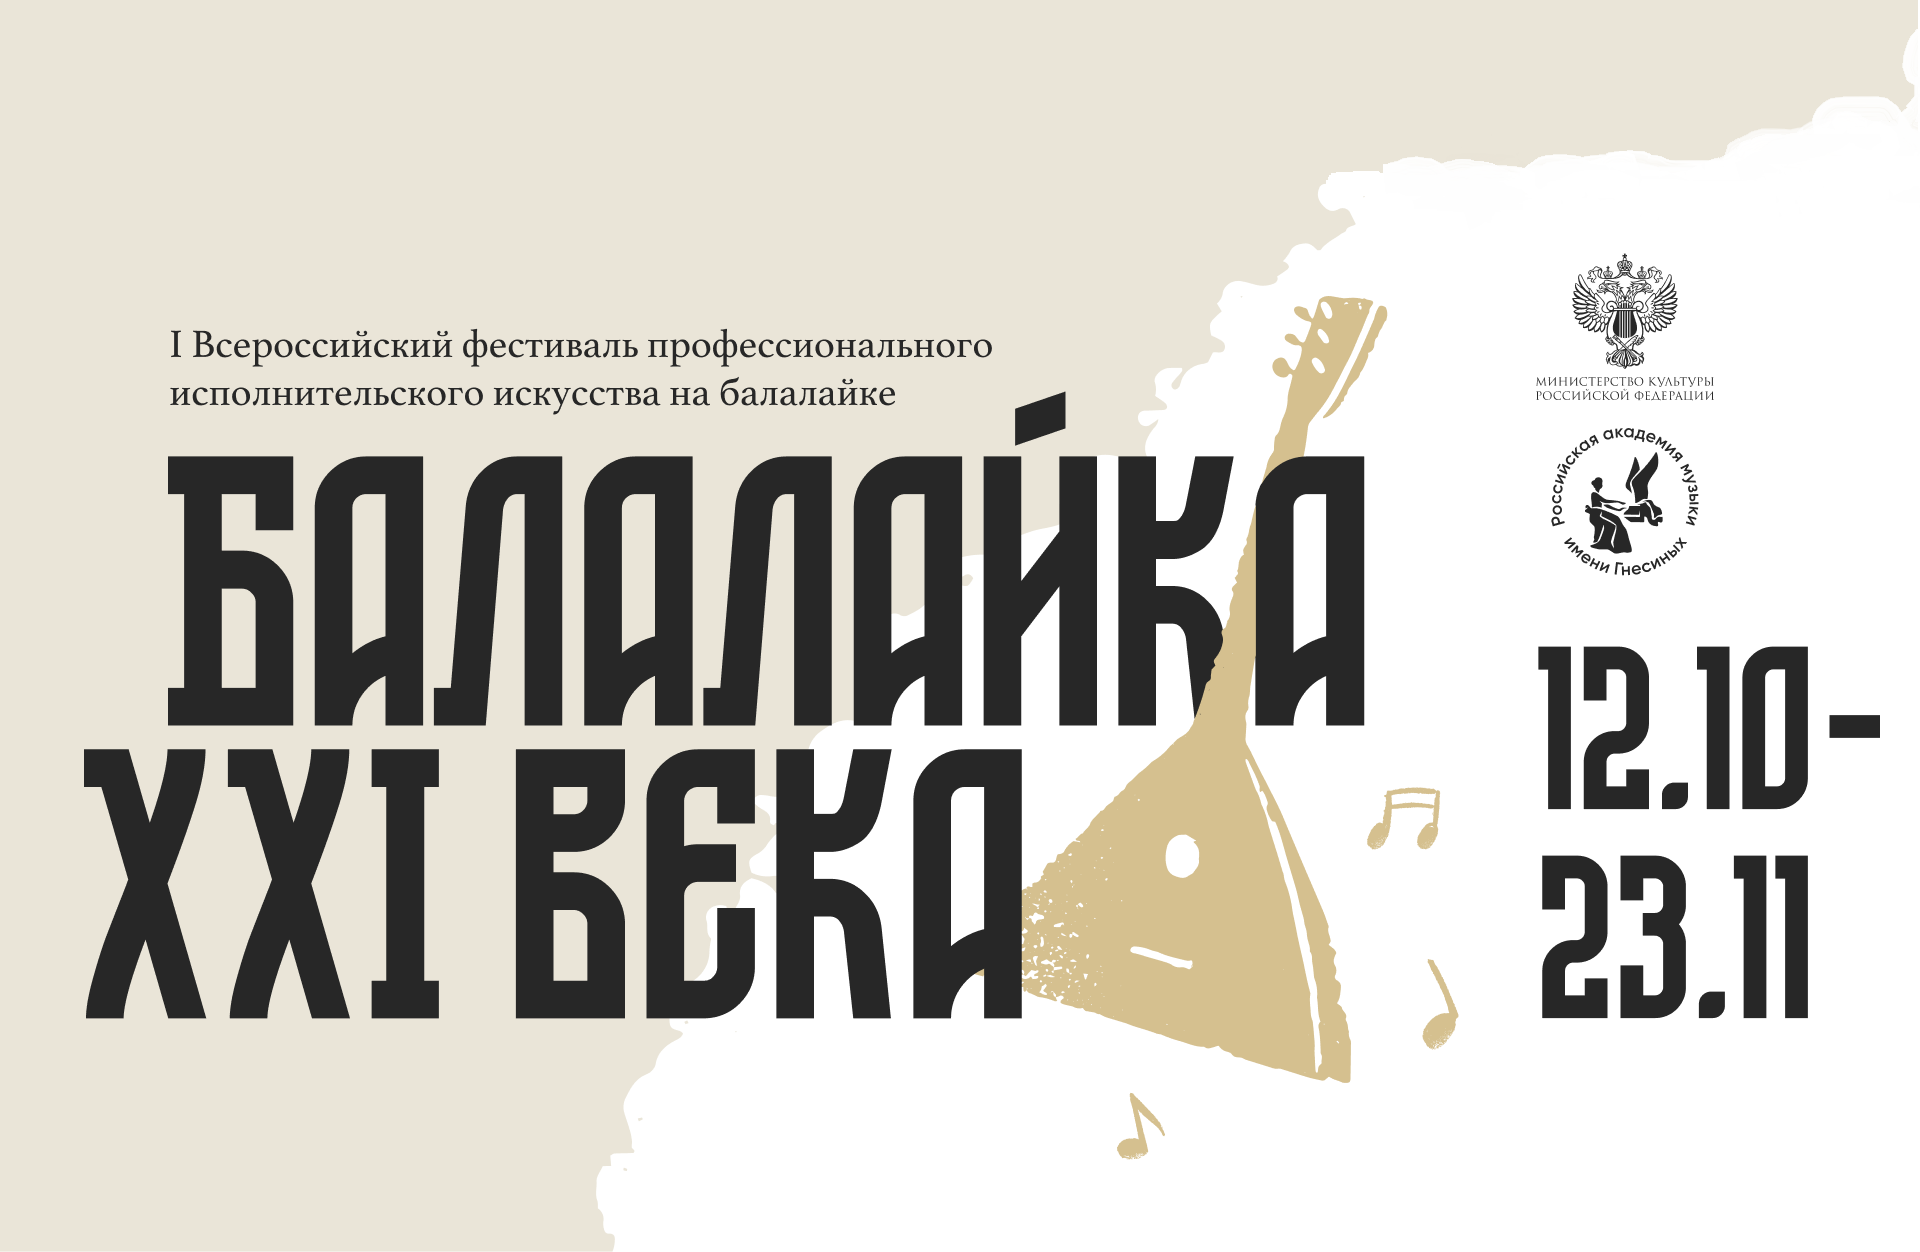 I Всероссийский фестиваль профессионального
исполнительского искусства на балалайке
БАЛАЛАЙКА
XXI ВЕКА
МИНИСТЕРСТВО КУЛЬТУРЫ
РОССИЙСКОЙ ФЕДЕРАЦИИ
Российская академия музыки
имени Гнесиных
12.10-
23.11